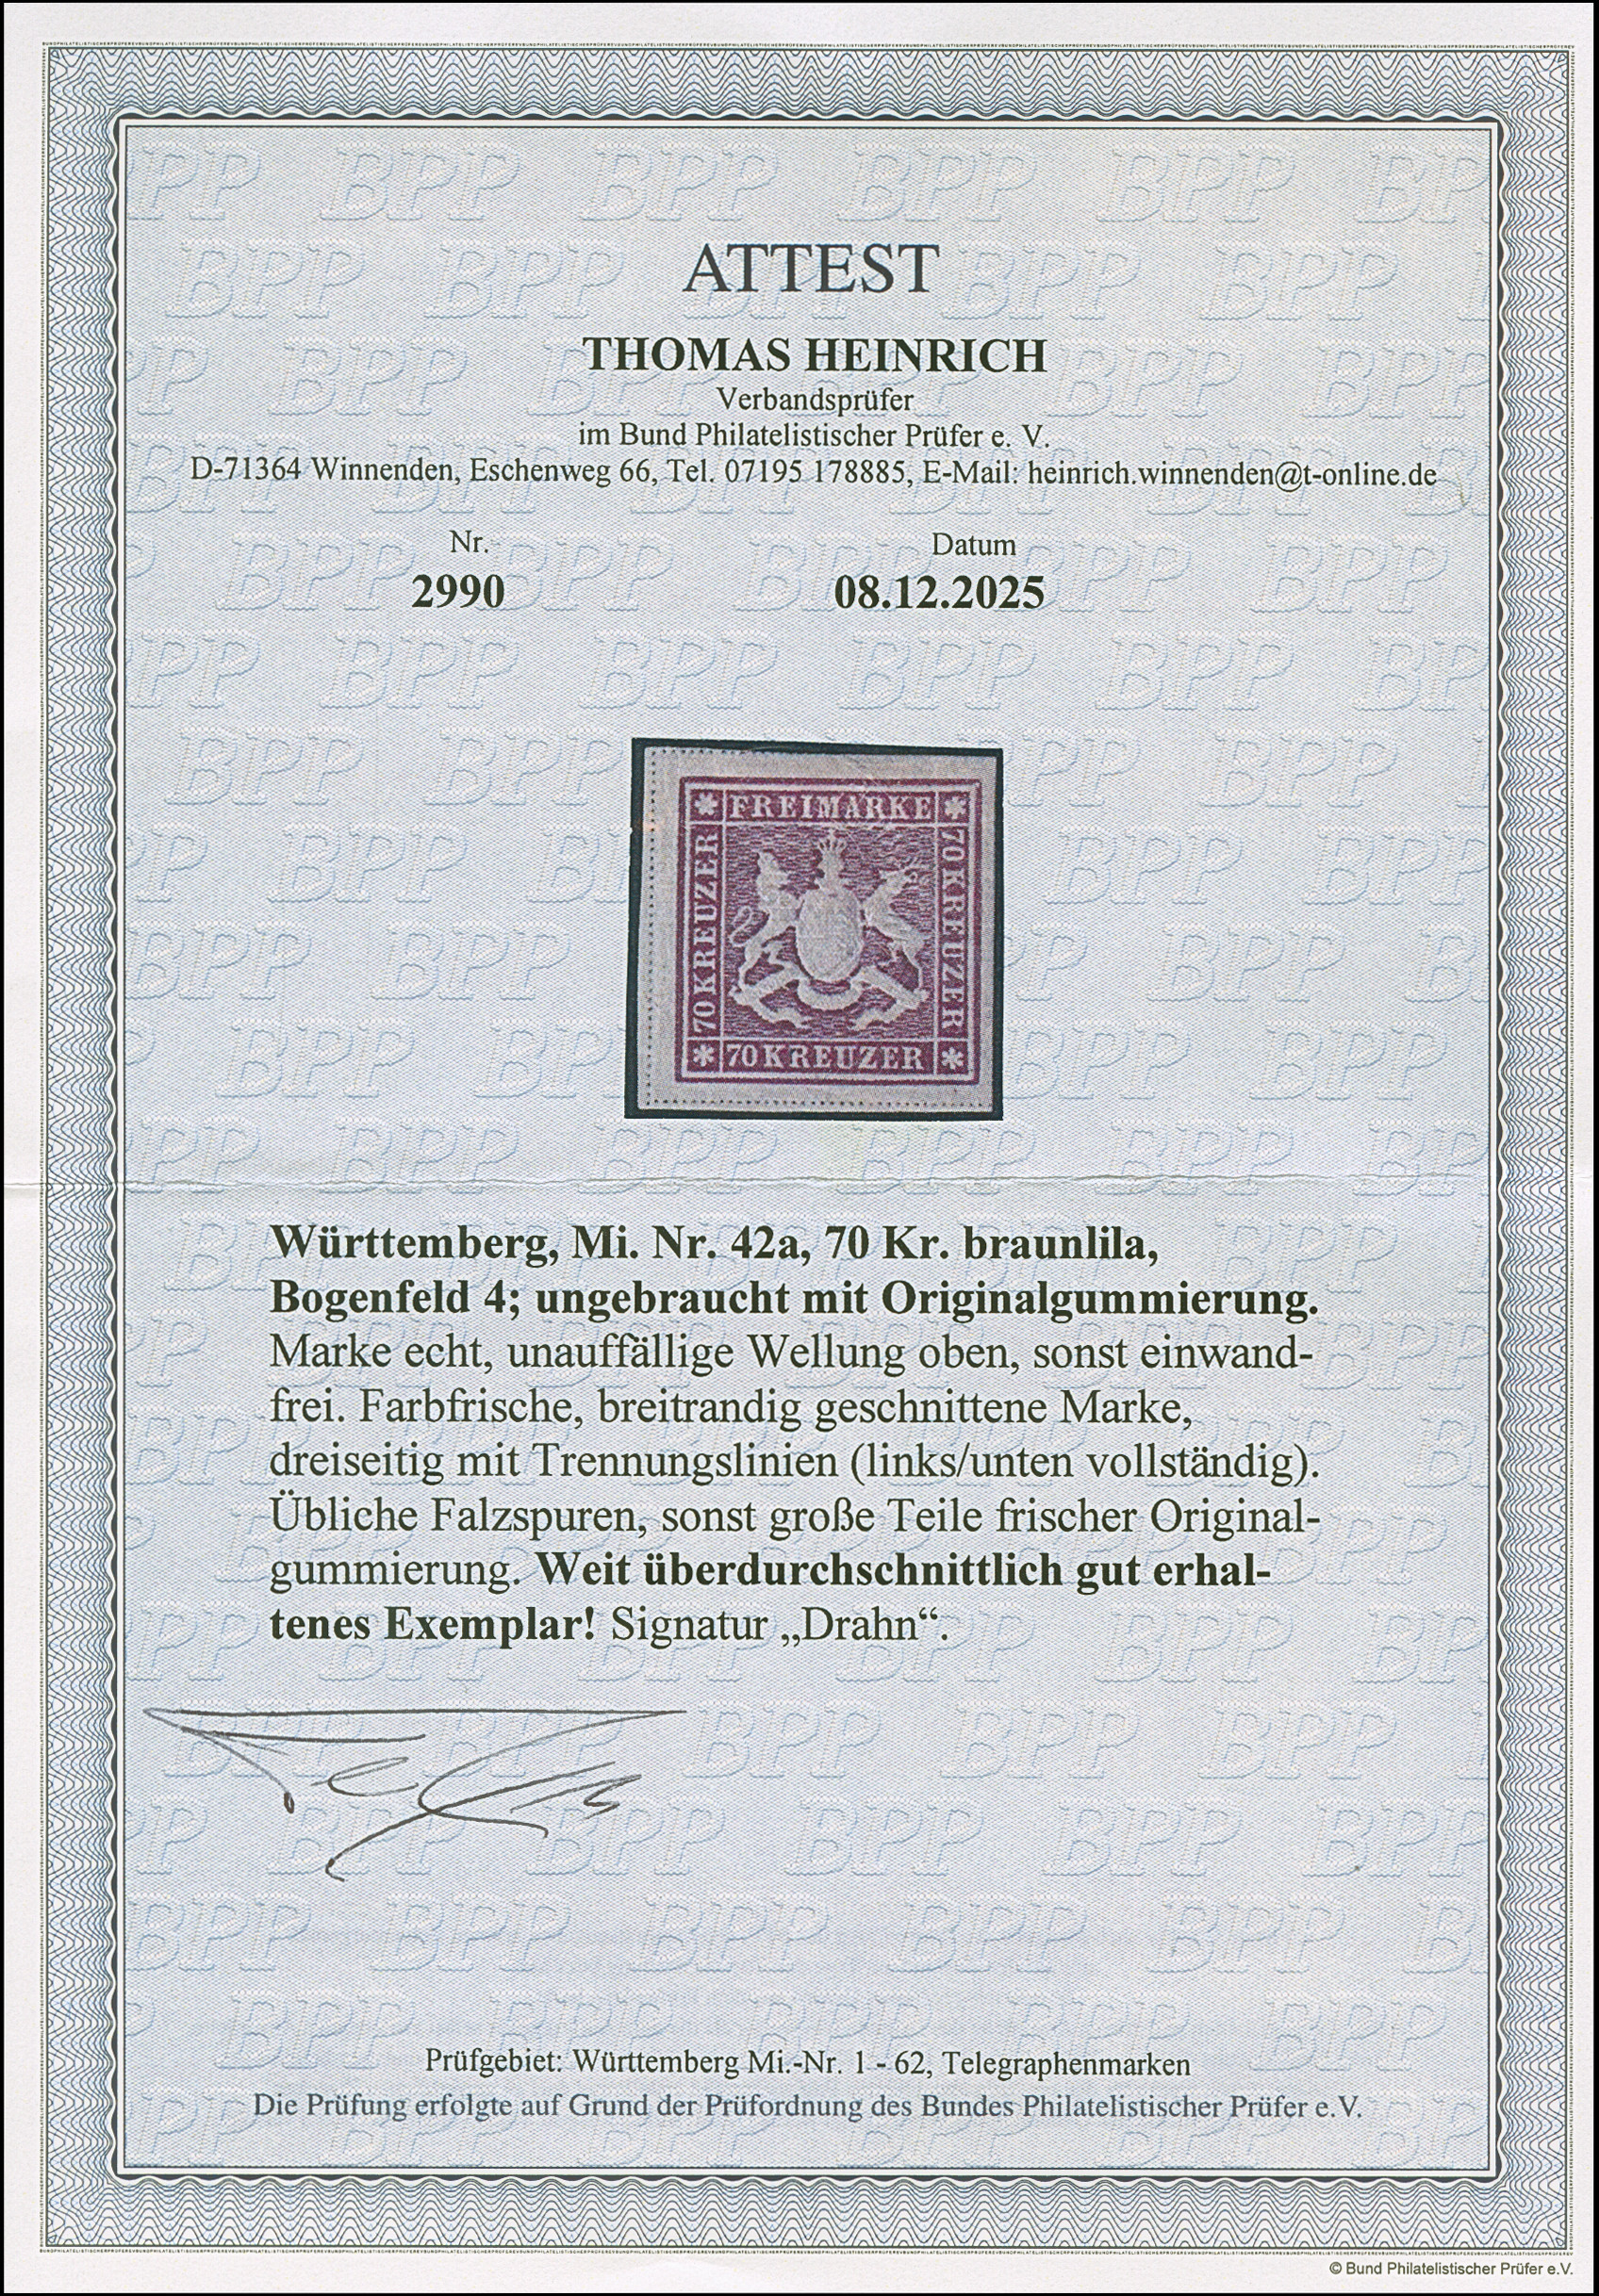 ATTEST
THOMAS HEINRICH
Verbandsprüfer
im Bund Philatelistischer Prüfer e. V.
D-71364 Winnenden, Eschenweg 66, Tel. 07195 178885, E-Mail: heinrich.winnenden@t-online.de
Nr. Datum
2990 08.12.2025
FREIMARKE
70 KREUZER
70 KREUZER
70 KREUZER
Württemberg, Mi. Nr. 42a, 70 Kr. braunlila,
Bogenfeld 4; ungebraucht mit Originalgummierung.
Marke echt, unauffällige Wellung oben, sonst einwand-
frei. Farbfrische, breitrandig geschnittene Marke,
dreiseitig mit Trennungslinien (links/unten vollständig).
Übliche Falzspuren, sonst große Teile frischer Original-
gummierung. Weit überdurchschnittlich gut erhal-
tenes Exemplar! Signatur „Drahn“.
Prüfgebiet: Württemberg Mi.-Nr. 1 - 62, Telegraphenmarken
Die Prüfung erfolgte auf Grund der Prüfordnung des Bundes Philatelistischer Prüfer e.V.
© Bund Philatelistischer Prüfer e.V.